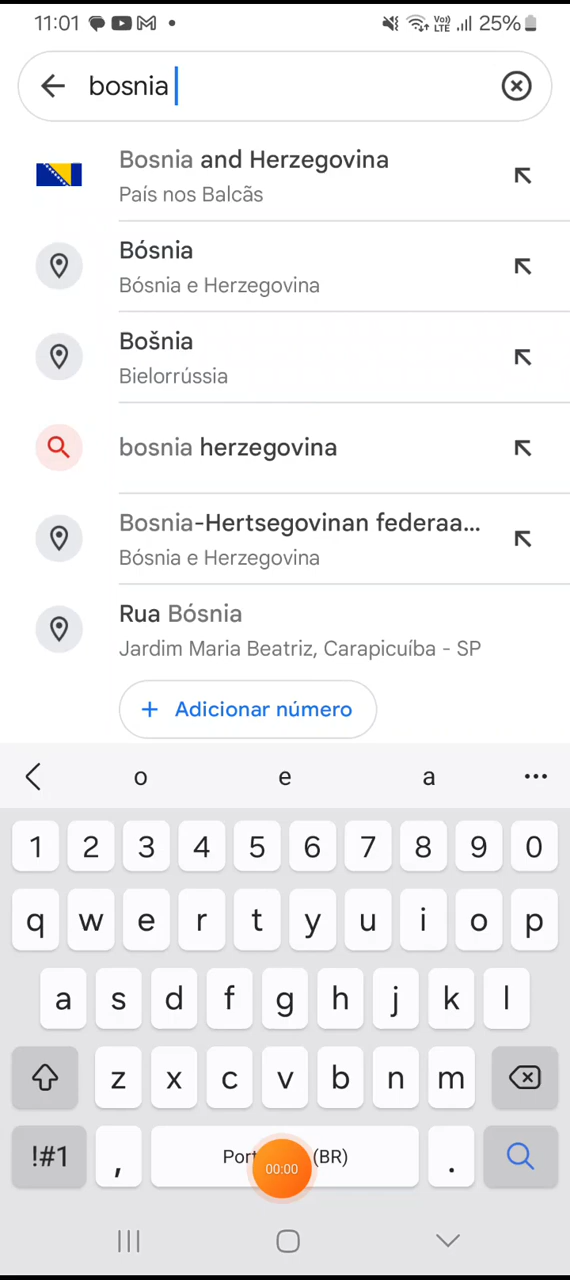 11:01 Vo) LTE 25%
bosnia
Bosnia and Herzegovina
País nos Balcãs
Bósnia
Bósnia e Herzegovina
Bošnia
Bielorrússia
bosnia herzegovina
Bosnia-Hertsegovinan federaa...
Bósnia e Herzegovina
Rua Bósnia
Jardim Maria Beatriz, Carapicuíba - SP
+ Adicionar número
o e a
1 2 3 4 5 6 7 8 9 0
q w e r t y u i o p
a s d f g h j k l
z x c v b n m
!#1 , (BR) .
00:00